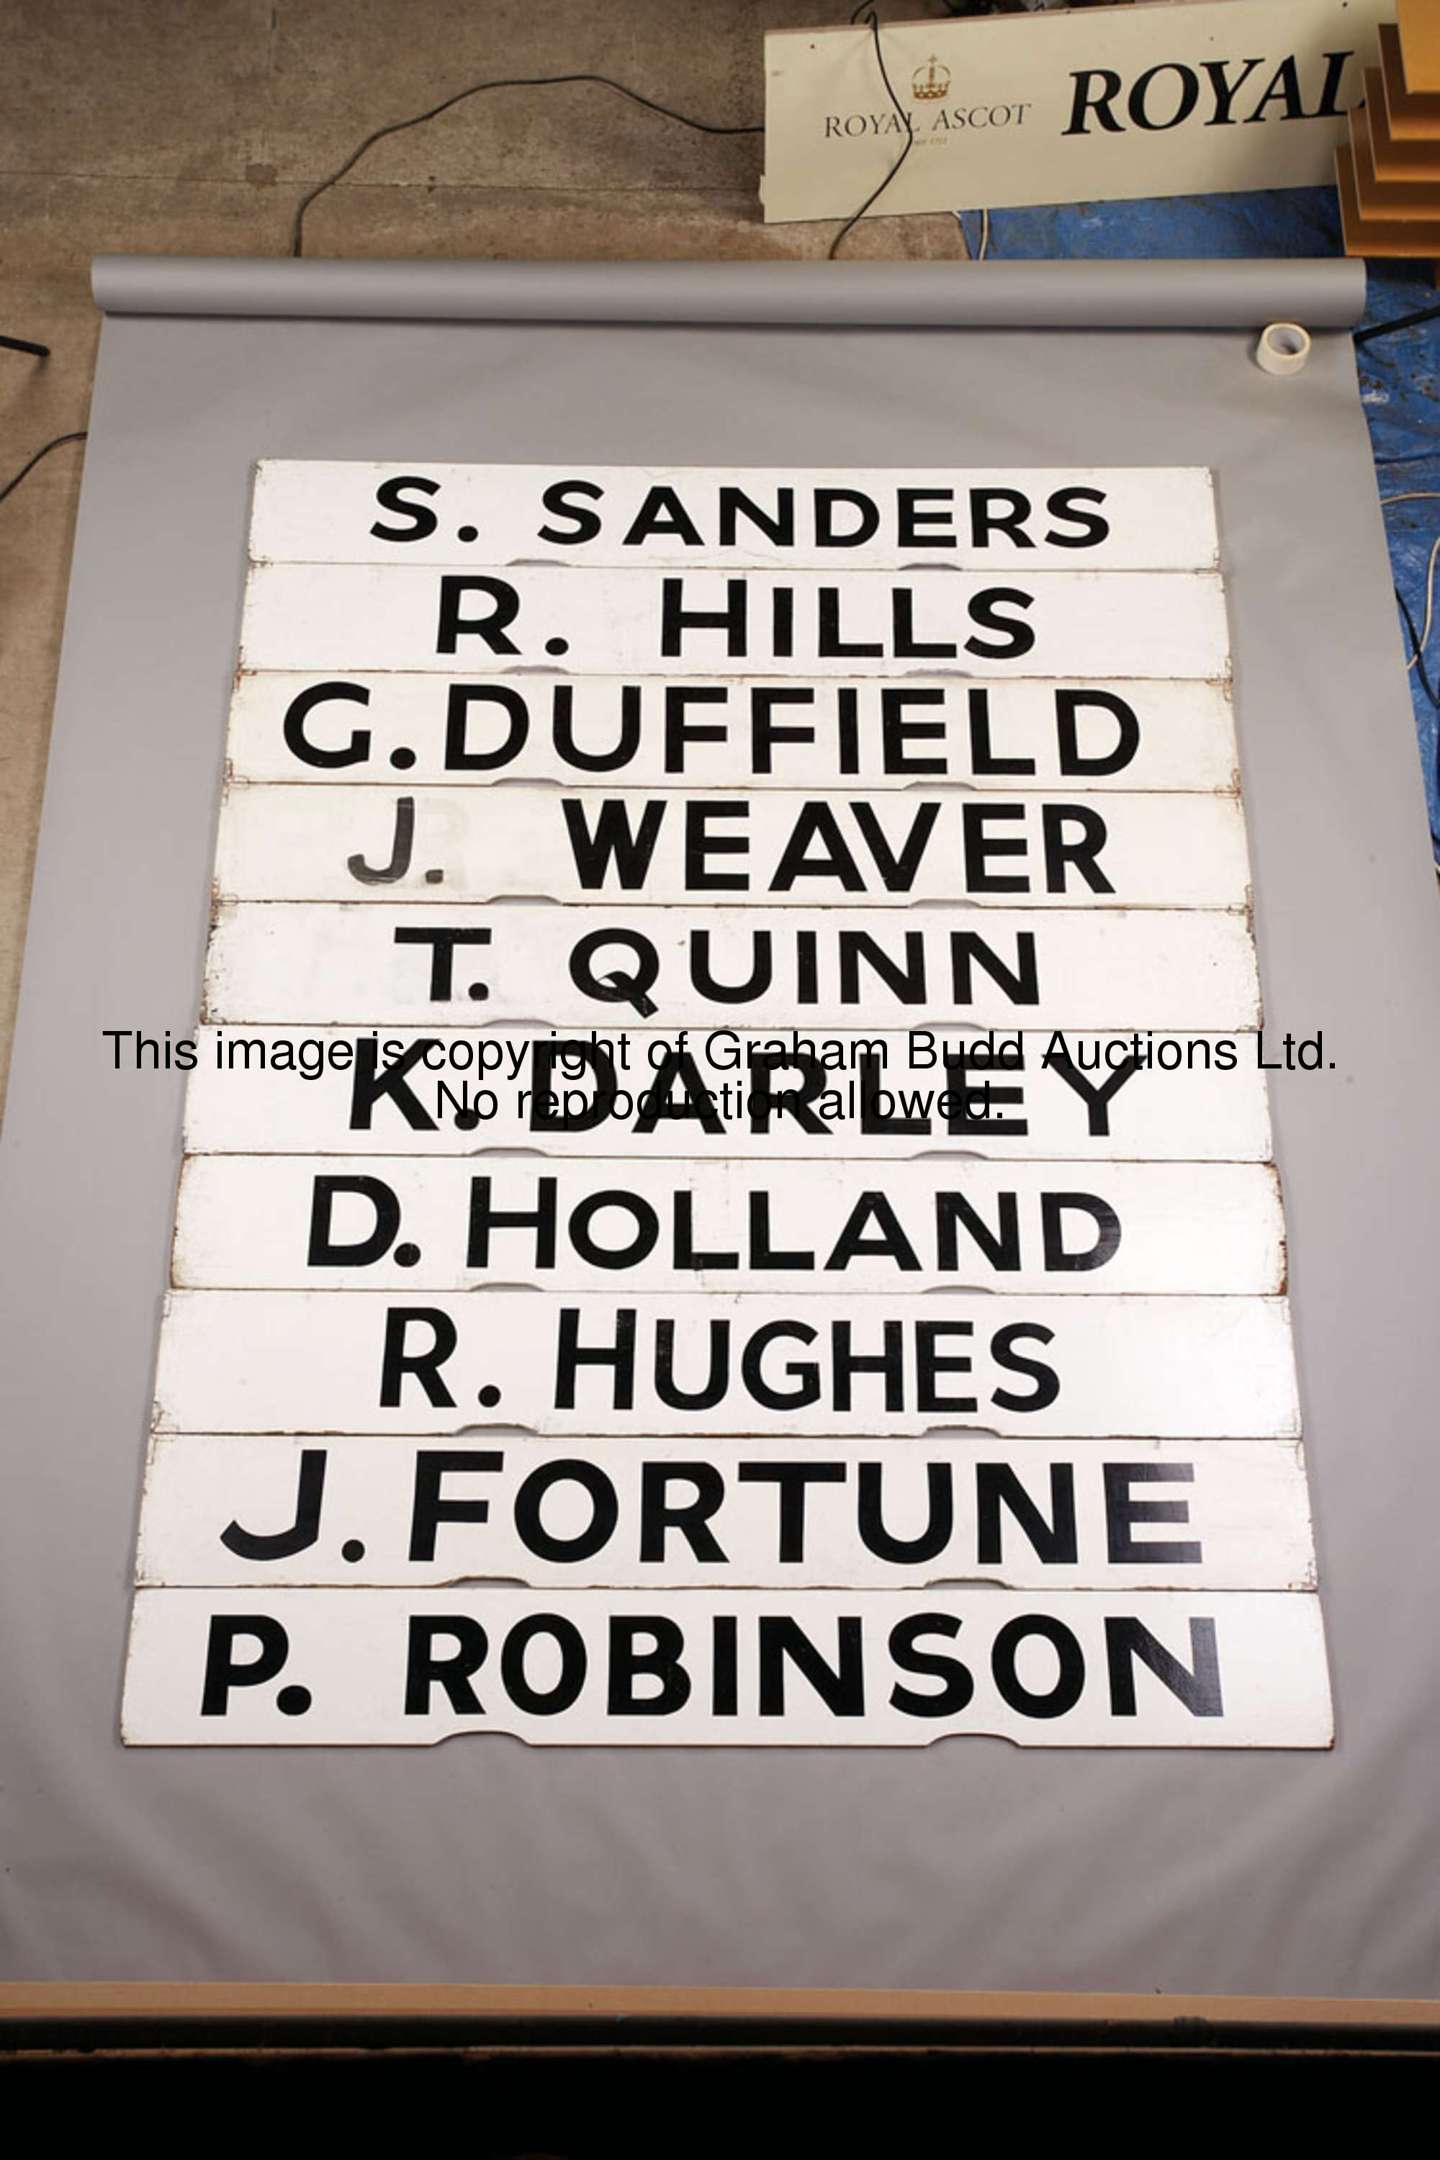 ROYAL ASCOT
ROYAL
S. SANDERS
R. HILLS
G. DUFFIELD
J. WEAVER
T. QUINN
This image is copyright of Graham Budd Auctions Ltd.
K. DARLEY
No reproduction allowed.
D. HOLLAND
R. HUGHES
J. FORTUNE
P. ROBINSON